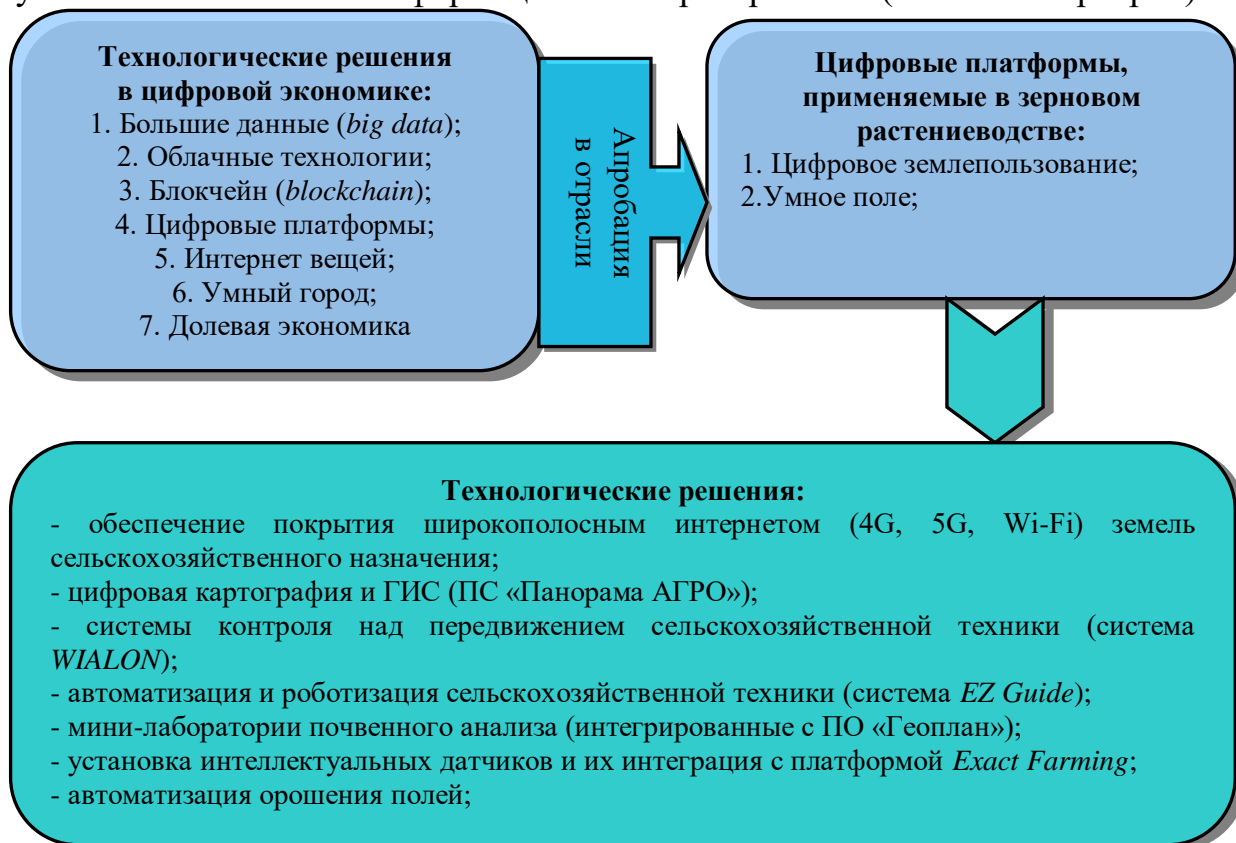 Технологические решения
в цифровой экономике:
1. Большие данные (big data);
2. Облачные технологии;
3. Блокчейн (blockchain);
4. Цифровые платформы;
5. Интернет вещей;
6. Умный город;
7. Долевая экономика
Апробация
в отрасли
Цифровые платформы,
применяемые в зерновом
растениеводстве:
1. Цифровое землепользование;
2.Умное поле;
Технологические решения:
- обеспечение покрытия широкополосным интернетом (4G, 5G, Wi-Fi) земель
сельскохозяйственного назначения;
- цифровая картография и ГИС (ПС «Панорама АГРО»);
- системы контроля над передвижением сельскохозяйственной техники (система
WIALON);
- автоматизация и роботизация сельскохозяйственной техники (система EZ Guide);
- мини-лаборатории почвенного анализа (интегрированные с ПО «Геоплан»);
- установка интеллектуальных датчиков и их интеграция с платформой Exact Farming;
- автоматизация орошения полей;